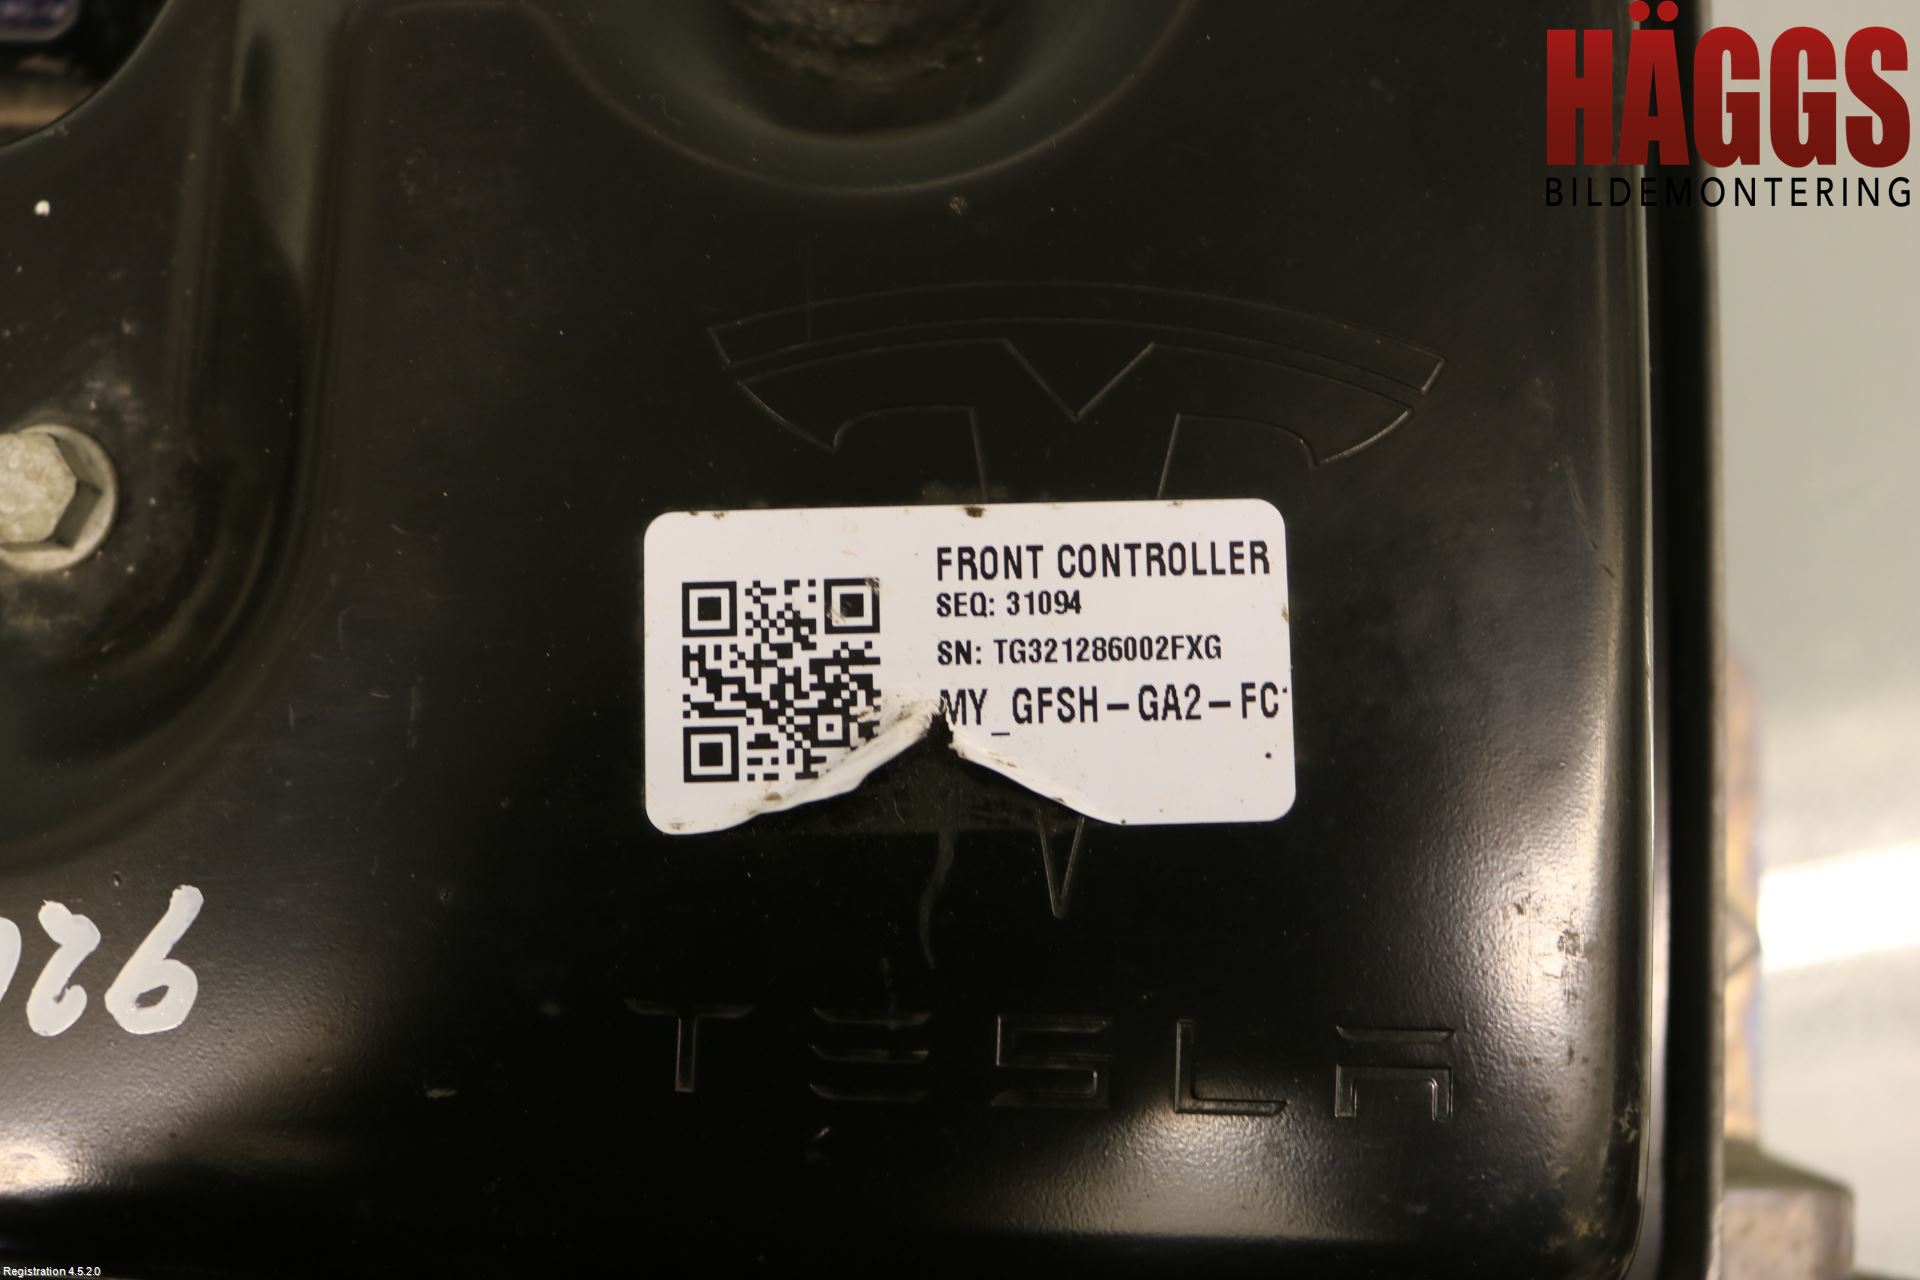 HÄGGS
BILDEMONTERING
FRONT CONTROLLER
SEQ: 31094
SN: TG321286002FXG
MY_GFSH-GA2-FC
TESLA
Registration 4.5.2.0